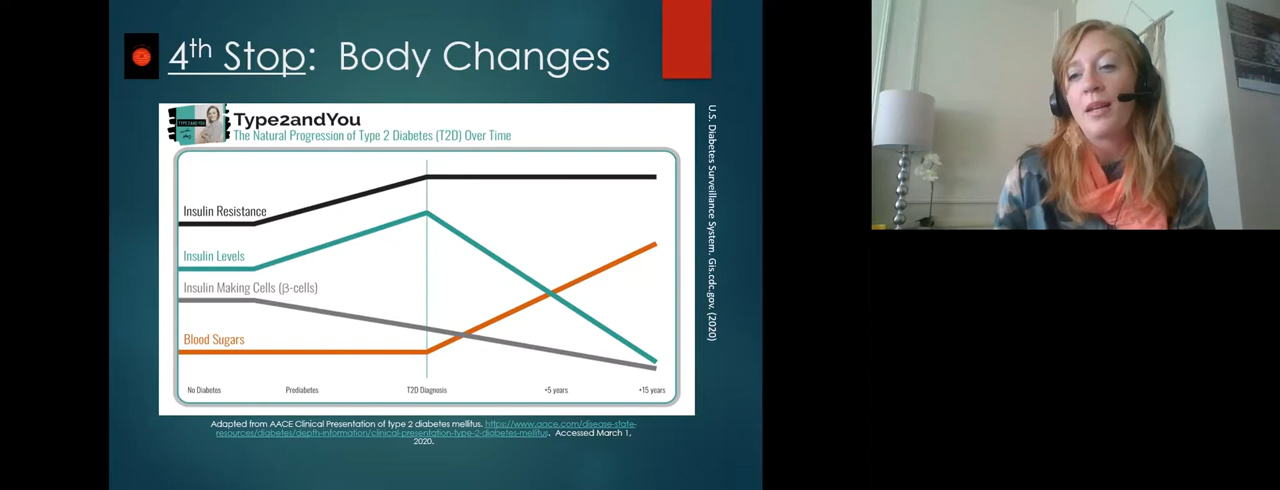 4th Stop: Body Changes
Type2andYou
The Natural Progression of Type 2 Diabetes (T2D) Over Time
Insulin Resistance
Insulin Levels
Insulin Making Cells (β-cells)
Blood Sugars
No Diabetes
Prediabetes
T2D Diagnosis
+5 years
+15 years
U.S. Diabetes Surveillance System. Gis.cdc.gov. (2020)
Adapted from AACE Clinical Presentation of type 2 diabetes mellitus. https://www.aace.com/disease-state-
resources/diabetes/depth-information/clinical-presentation-type-2-diabetes-mellitus. Accessed March 1,
2020.